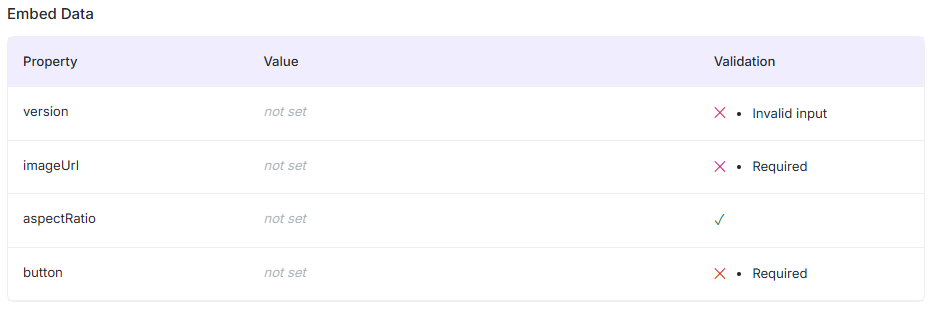 Embed Data
Property Value Validation
version not set • Invalid input
imageUrl not set • Required
aspectRatio not set
button not set • Required